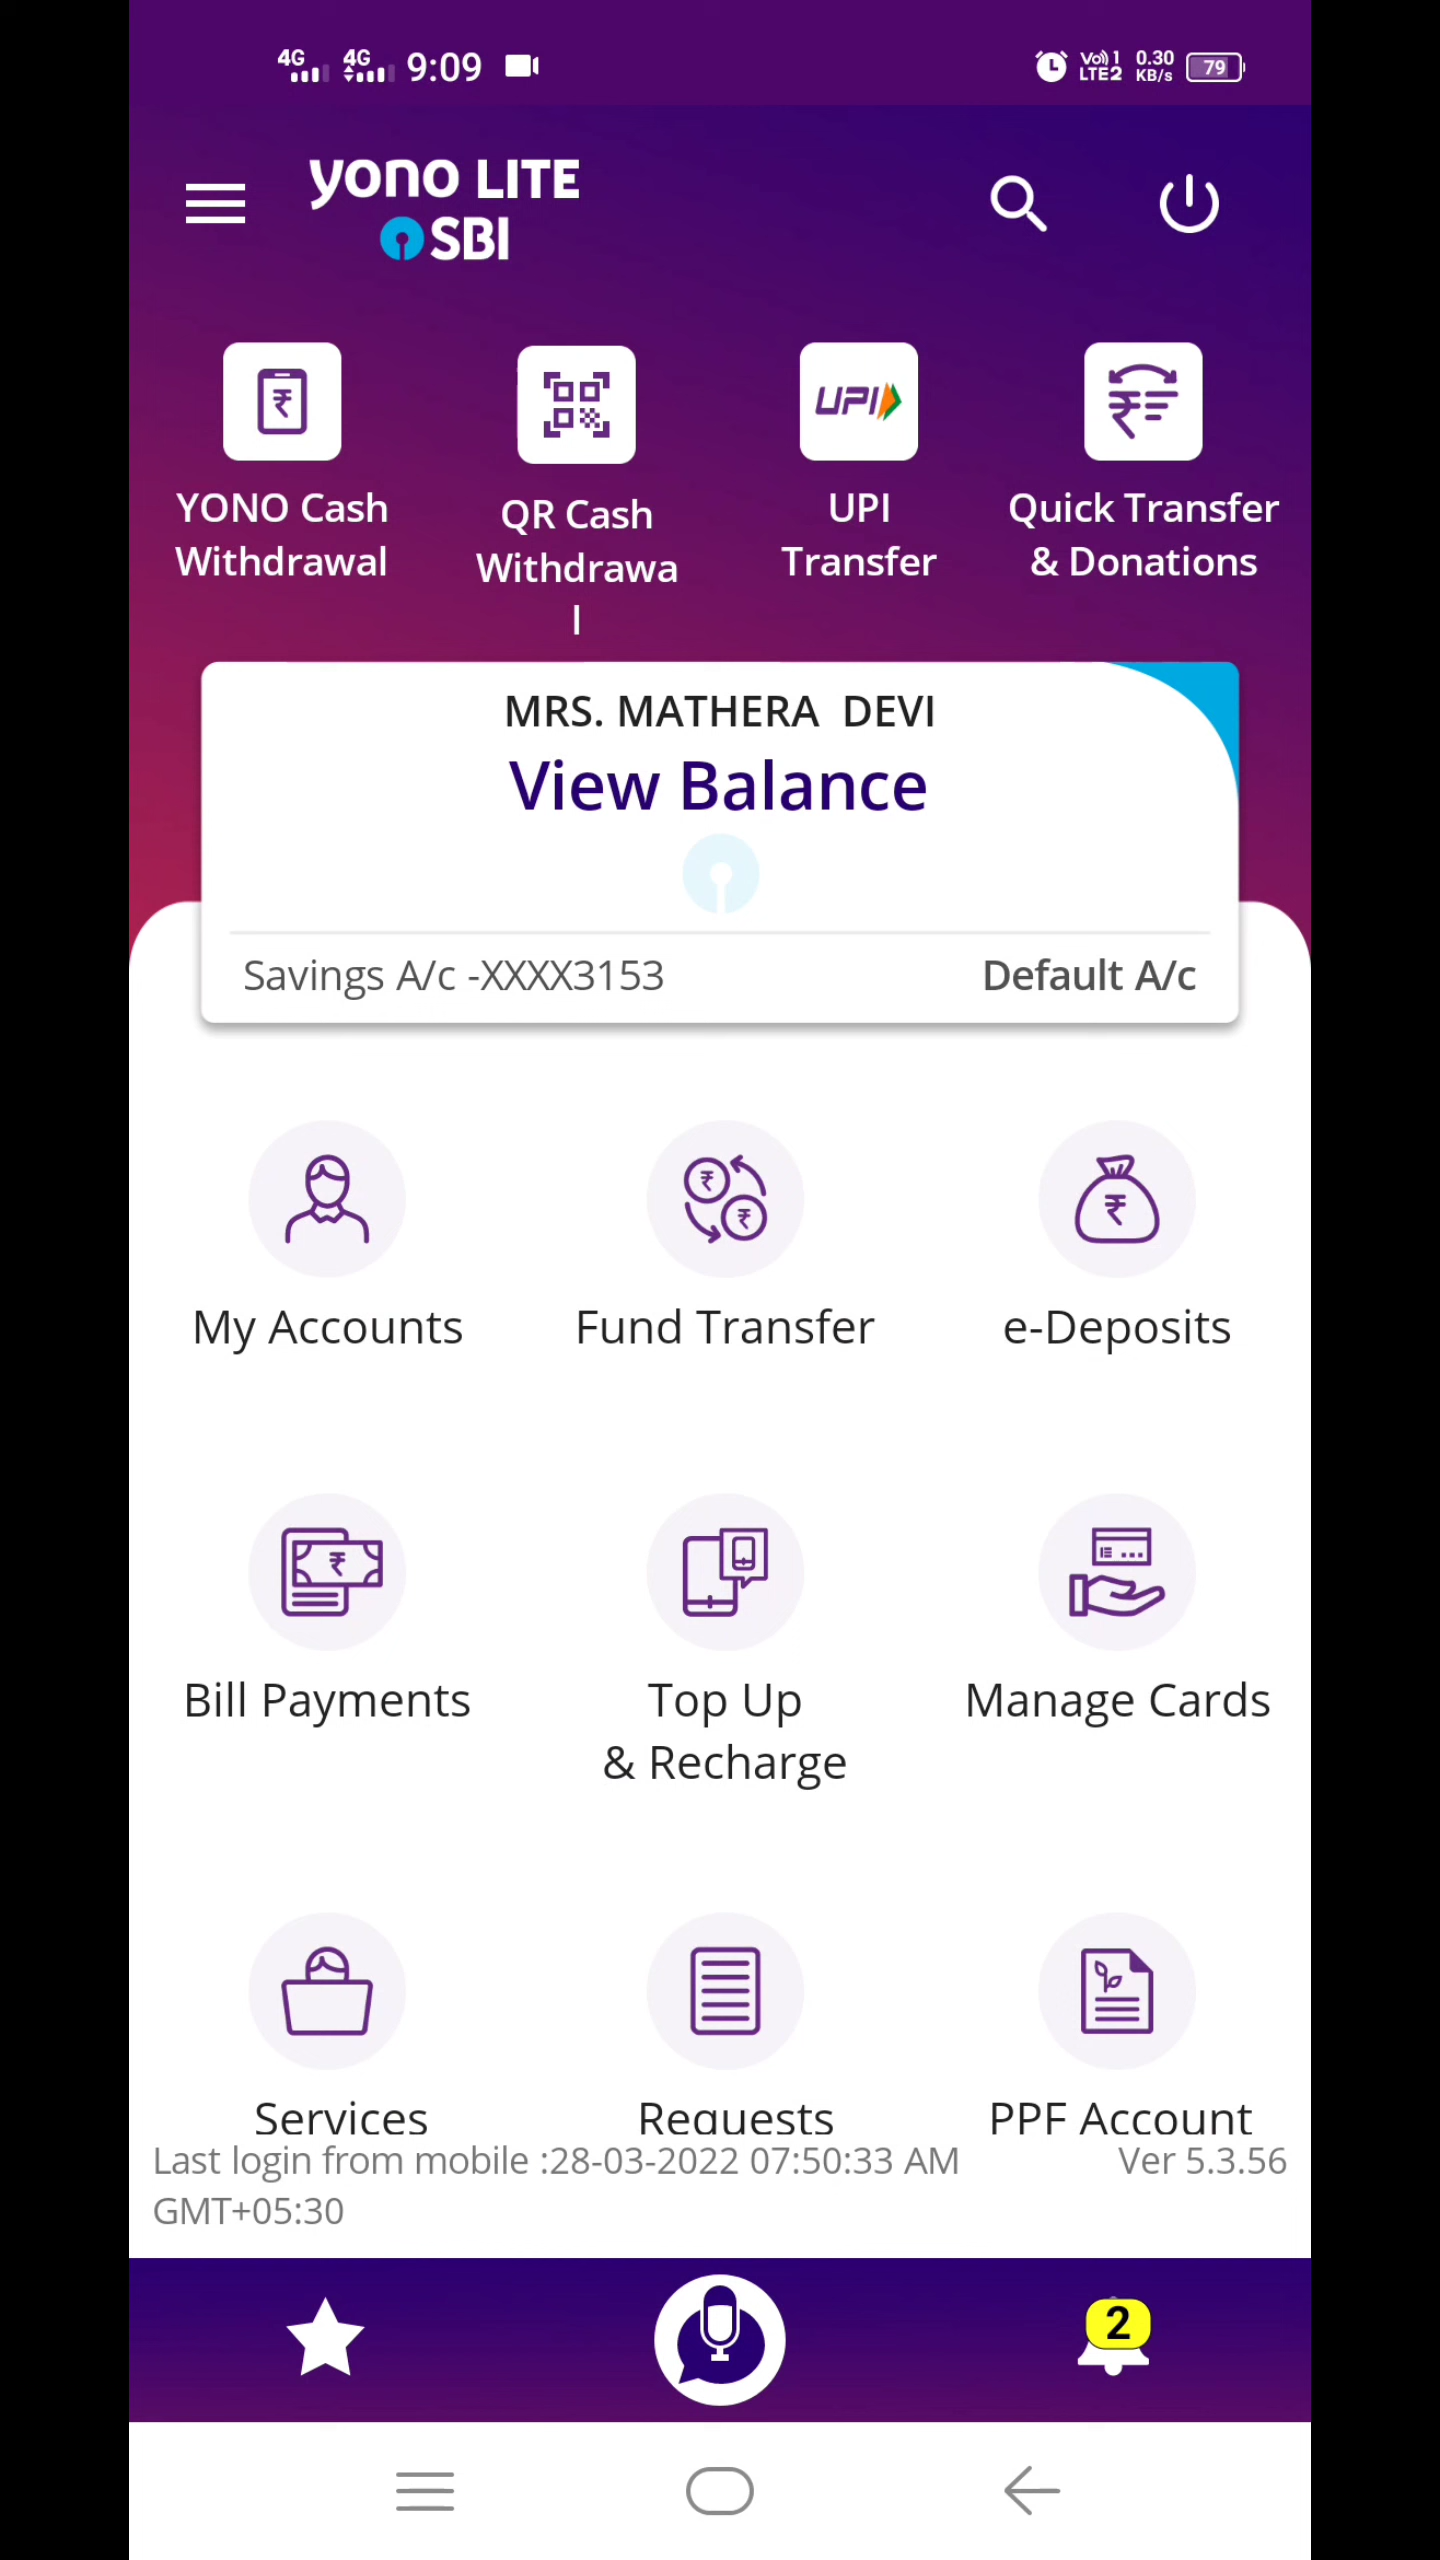 4G 4G 9:09 Vo)) 1 LTE2 0.30 KB/s 79
yono LITE
SBI
YONO Cash
Withdrawal
QR Cash
Withdrawa
l
UPI
UPI
Transfer
Quick Transfer
& Donations
MRS. MATHERA DEVI
View Balance
Savings A/c -XXXX3153 Default A/c
My Accounts Fund Transfer e-Deposits
Bill Payments
Top Up
& Recharge
Manage Cards
Services Requests PPF Account
Last login from mobile :28-03-2022 07:50:33 AM
GMT+05:30
Ver 5.3.56
2